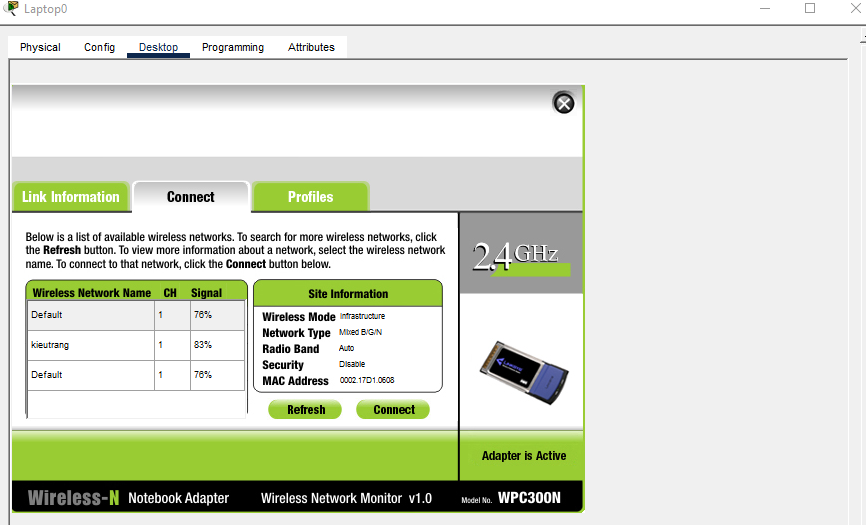 Laptop0
Physical Config Desktop Programming Attributes
Link Information Connect Profiles
Below is a list of available wireless networks. To search for more wireless networks, click
the Refresh button. To view more information about a network, select the wireless network
name. To connect to that network, click the Connect button below.
2.4GHz
Wireless Network Name CH Signal
Default 1 76%
kieutrang 1 83%
Default 1 76%
Site Information
Wireless Mode Infrastructure
Network Type Mixed B/G/N
Radio Band Auto
Security Disable
MAC Address 0002.17D1.0608
Refresh Connect
Adapter is Active
Wireless-N Notebook Adapter Wireless Network Monitor v1.0 Model No. WPC300N